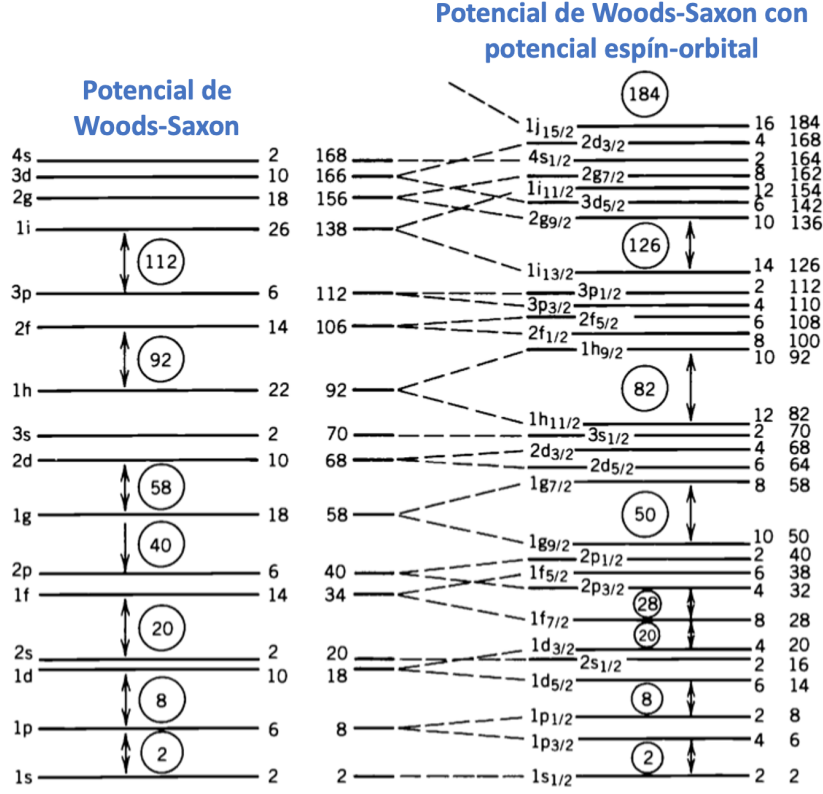 Potencial de Woods-Saxon con
potencial espín-orbital
Potencial de
Woods-Saxon
184
1j15/2 16 184
2d3/2 4 168
4s 2 168 4s1/2 2 164
3d 10 166 2g7/2 8 162
1i11/2 12 154
2g 18 156 3d5/2 6 142
2g9/2 10 136
1i 26 138
126
112
1i13/2 14 126
3p 6 112 3p1/2 2 112
3p3/2 4 110
2f 14 106 2f5/2 6 108
2f1/2 8 100
1h9/2 10 92
92
82
1h 22 92
1h11/2 12 82
3s 2 70 3s1/2 2 70
2d3/2 4 68
2d 10 68 2d5/2 6 64
1g7/2 8 58
58
1g 18 58 50
40
1g9/2 10 50
2p1/2 2 40
2p 6 40 1f5/2 6 38
2p3/2 4 32
1f 14 34
28
1f7/2 8 28
20 20
1d3/2 4 20
2s 2 20 2s1/2 2 16
1d 10 18 1d5/2 6 14
8 8
1p1/2 2 8
1p 6 8
1p3/2 4 6
2 2
1s 2 2 1s1/2 2 2